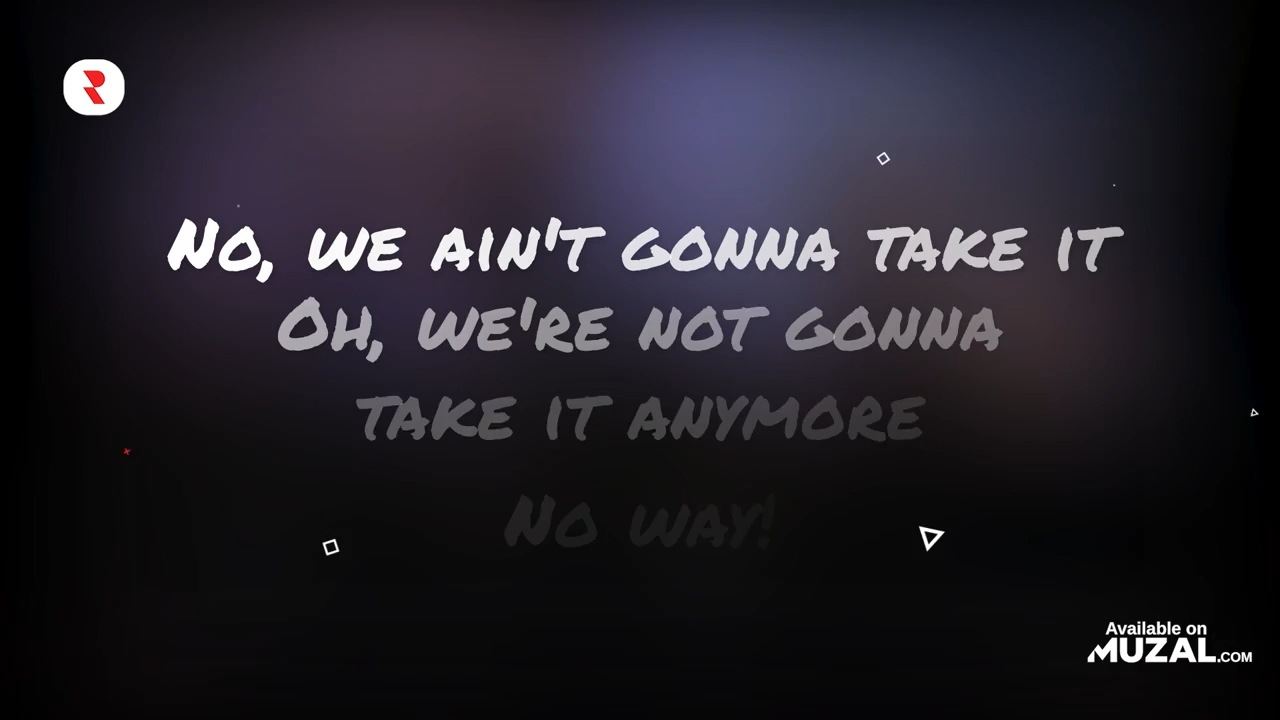 No, we ain't gonna take it
Oh, we're not gonna
take it anymore
No way!
Available on
MUZAL.COM